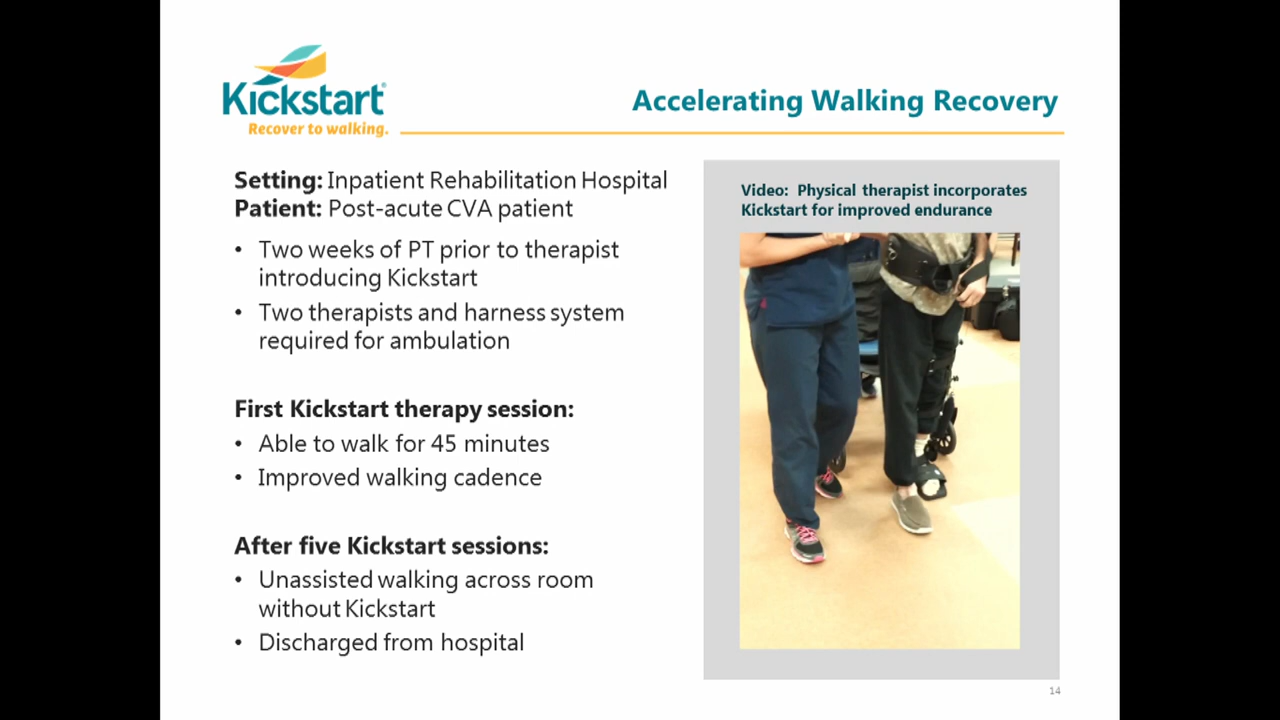 Kickstart®
Recover to walking.
Accelerating Walking Recovery
Setting: Inpatient Rehabilitation Hospital
Patient: Post-acute CVA patient
• Two weeks of PT prior to therapist
introducing Kickstart
• Two therapists and harness system
required for ambulation
First Kickstart therapy session:
• Able to walk for 45 minutes
• Improved walking cadence
After five Kickstart sessions:
• Unassisted walking across room
without Kickstart
• Discharged from hospital
Video: Physical therapist incorporates
Kickstart for improved endurance
14